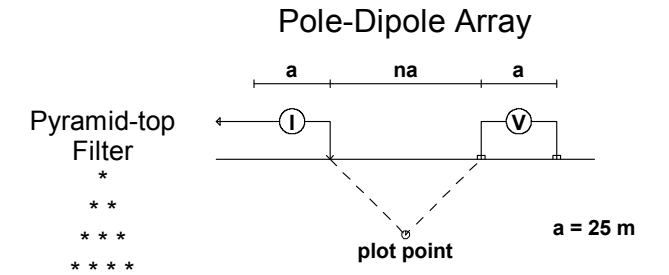 Pole-Dipole Array
a na a
I V
Pyramid-top
Filter
*
* *
* * *
* * * *
a = 25 m
plot point